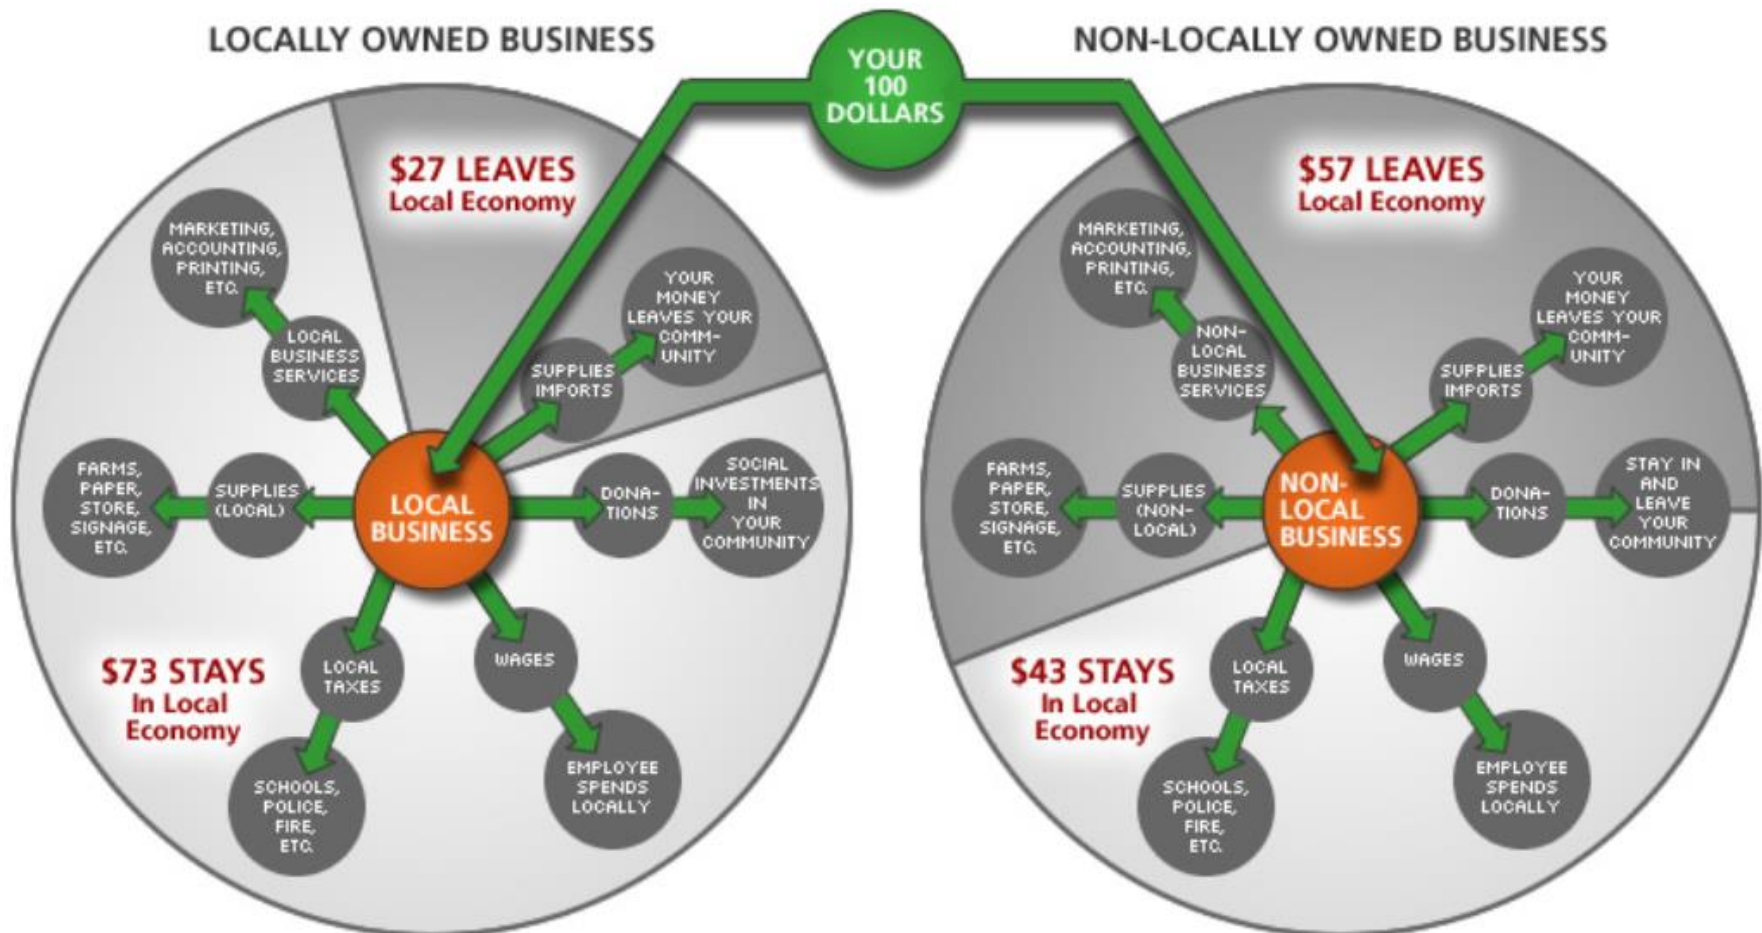 LOCALLY OWNED BUSINESS
YOUR
100
DOLLARS
NON-LOCALLY OWNED BUSINESS
$27 LEAVES
Local Economy
MARKETING,
ACCOUNTING,
PRINTING,
ETC.
LOCAL
BUSINESS
SERVICES
YOUR
MONEY
LEAVES YOUR
COMM-
UNITY
SUPPLIES
IMPORTS
FARMS,
PAPER,
STORE,
SIGNAGE,
ETC.
SUPPLIES
(LOCAL)
LOCAL
BUSINESS
DONA-
TIONS
SOCIAL
INVESTMENTS
IN
YOUR
COMMUNITY
$73 STAYS
In Local
Economy
LOCAL
TAXES
WAGES
SCHOOLS,
POLICE,
FIRE,
ETC.
EMPLOYEE
SPENDS
LOCALLY
$57 LEAVES
Local Economy
MARKETING,
ACCOUNTING,
PRINTING,
ETC.
NON-
LOCAL
BUSINESS
SERVICES
YOUR
MONEY
LEAVES YOUR
COMM-
UNITY
SUPPLIES
IMPORTS
FARMS,
PAPER,
STORE,
SIGNAGE,
ETC.
SUPPLIES
(NON-
LOCAL)
NON-
LOCAL
BUSINESS
DONA-
TIONS
STAY IN
AND
LEAVE
YOUR
COMMUNITY
$43 STAYS
In Local
Economy
LOCAL
TAXES
WAGES
SCHOOLS,
POLICE,
FIRE,
ETC.
EMPLOYEE
SPENDS
LOCALLY